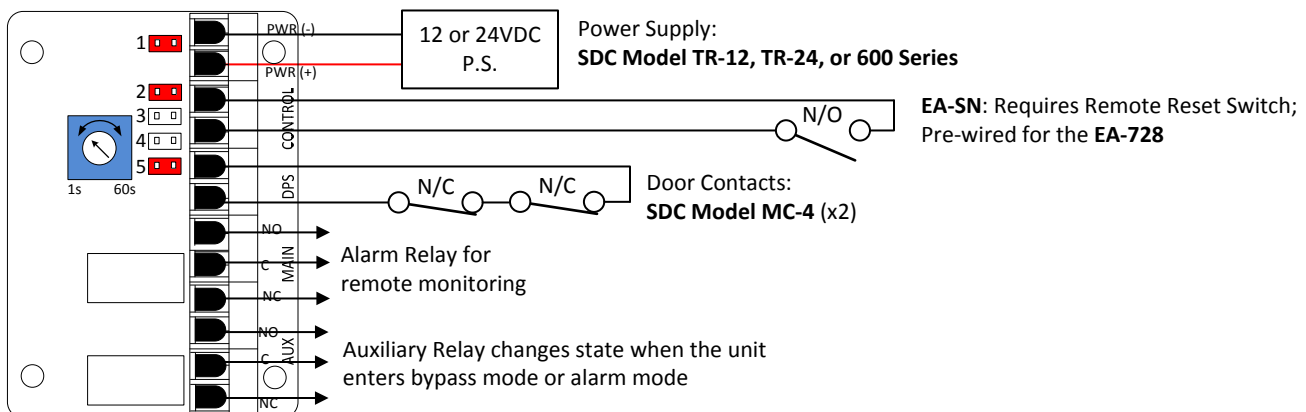 PWR (-)
1
PWR (+)
12 or 24VDC
P.S.
Power Supply:
SDC Model TR-12, TR-24, or 600 Series
2
3
4
5
1s 60s
CONTROL
N/O
EA-SN: Requires Remote Reset Switch;
Pre-wired for the EA-728
DPS
N/C N/C
Door Contacts:
SDC Model MC-4 (x2)
NO
C
NC
MAIN
Alarm Relay for
remote monitoring
NO
C
NC
AUX
Auxiliary Relay changes state when the unit
enters bypass mode or alarm mode